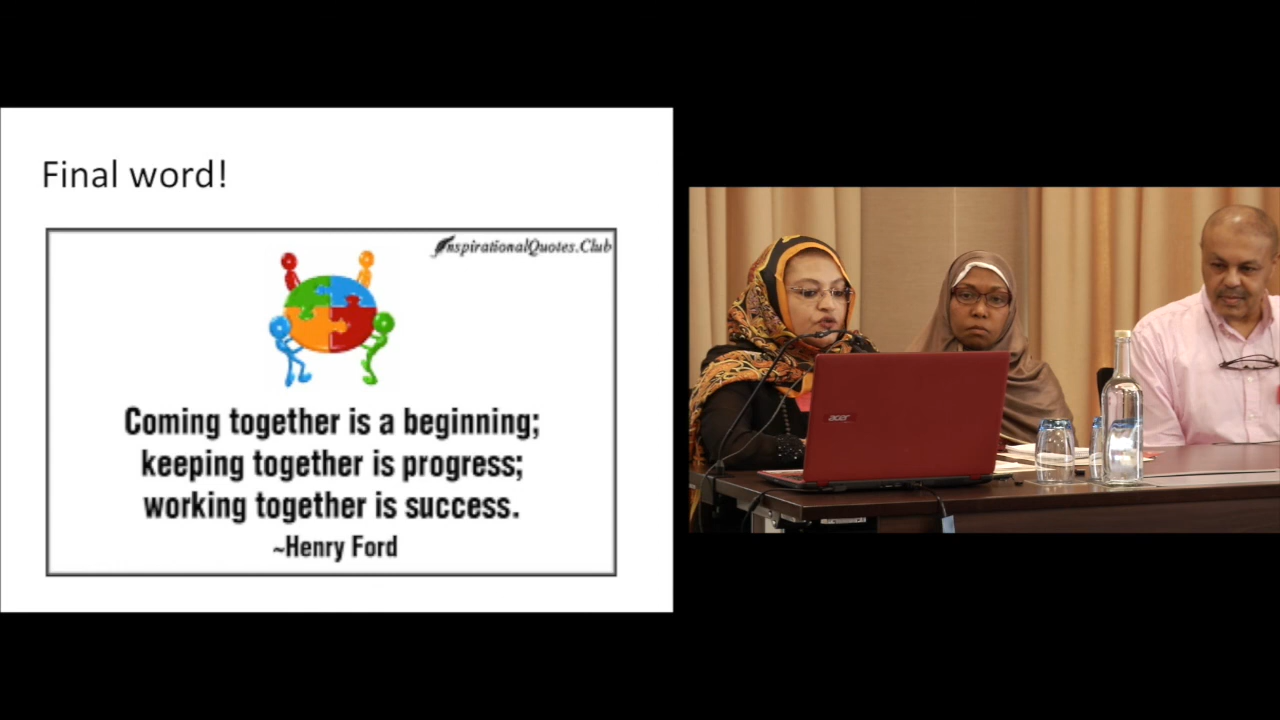 Final word!
InspirationalQuotes.Club
Coming together is a beginning;
keeping together is progress;
working together is success.
~Henry Ford
acer